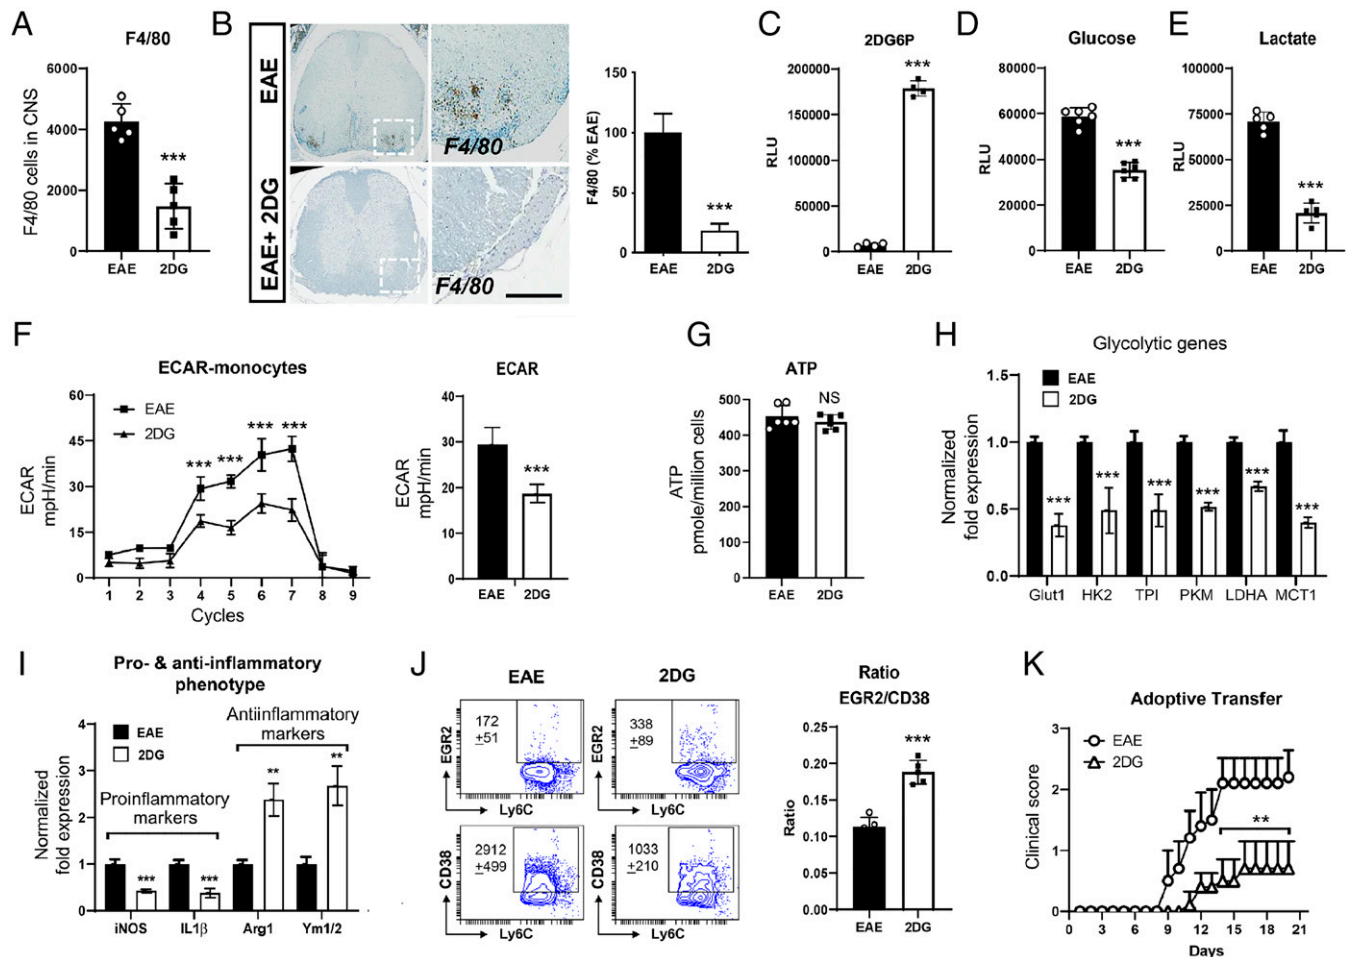 A
F4/80
F4/80 cells in CNS
6000
4000
2000
0
***
EAE
2DG
B
EAE
EAE+ 2DG
F4/80
F4/80
F4/80 (% EAE)
150
100
50
0
***
EAE
2DG
C
2DG6P
RLU
200000
150000
100000
50000
0
***
EAE
2DG
D
Glucose
RLU
80000
60000
40000
20000
0
***
EAE
2DG
E
Lactate
RLU
100000
75000
50000
25000
0
***
EAE
2DG
F
ECAR-monocytes
ECAR
mpH/min
60
45
30
15
0
EAE
2DG
*** *** *** ***
1 2 3 4 5 6 7 8 9
Cycles
ECAR
ECAR
mpH/min
40
30
20
10
0
***
EAE
2DG
G
ATP
ATP
pmole/million cells
500
400
300
200
100
0
NS
EAE
2DG
H
Glycolytic genes
Normalized
fold expression
1.5
1.0
0.5
0.0
EAE
2DG
*** *** *** *** *** ***
Glut1 HK2 TPI PKM LDHA MCT1
I
Pro- & anti-inflammatory
phenotype
Normalized
fold expression
4
3
2
1
0
EAE
2DG
Antiinflammatory
markers
Proinflammatory
markers
*** *** ** **
iNOS IL1β Arg1 Ym1/2
J
EAE
2DG
EGR2
172
±51
Ly6C
EGR2
338
±89
Ly6C
CD38
2912
±499
Ly6C
CD38
1033
±210
Ly6C
Ratio
EGR2/CD38
Ratio
0.25
0.20
0.15
0.10
0.05
0.00
***
EAE
2DG
K
Adoptive Transfer
Clinical score
3
2
1
0
EAE
2DG
**
0 3 6 9 12 15 18 21
Days